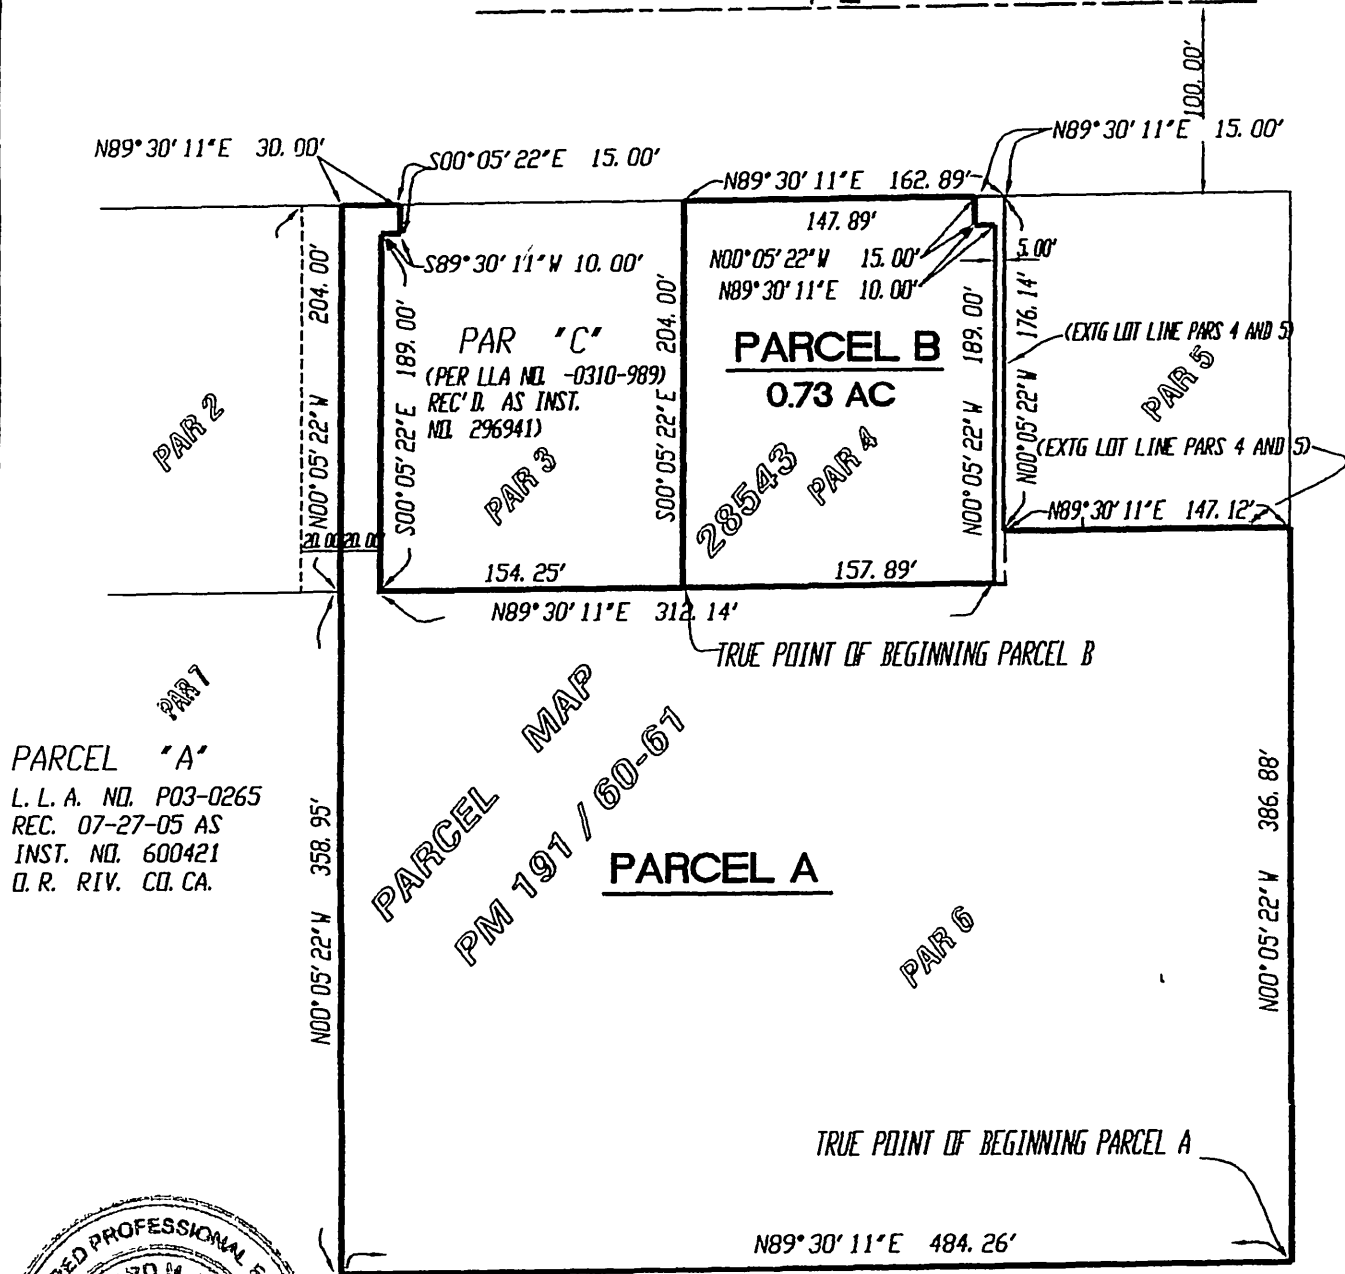 100.00'
N89°30'11"E 30.00'
S00°05'22"E 15.00'
N89°30'11"E 15.00'
N89°30'11"E 162.89'
147.89'
S89°30'11"W 10.00'
N00°05'22"W 15.00'
N89°30'11"E 10.00'
5.00'
N00°05'22"W 204.00'
S00°05'22"E 189.00'
PAR "C"
(PER LLA NO. -0310-989)
REC'D. AS INST.
NO. 296941)
S00°05'22"E 204.00'
PARCEL B
0.73 AC
N00°05'22"W 189.00'
N00°05'22"W 176.14'
(EXTG LOT LINE PARS 4 AND 5)
PAR 5
PAR 2
PAR 3
28543
PAR 4
(EXTG LOT LINE PARS 4 AND 5)
N89°30'11"E 147.12'
20.00' 20.00'
154.25'
157.89'
N89°30'11"E 312.14'
TRUE POINT OF BEGINNING PARCEL B
PAR 7
PARCEL "A"
L.L.A. NO. P03-0265
REC. 07-27-05 AS
INST. NO. 600421
O.R. RIV. CO. CA.
N00°05'22"W 358.95'
PARCEL MAP
PM 191 / 60-61
PARCEL A
PAR 6
N00°05'22"W 386.88'
TRUE POINT OF BEGINNING PARCEL A
N89°30'11"E 484.26'
PROFESSIONAL